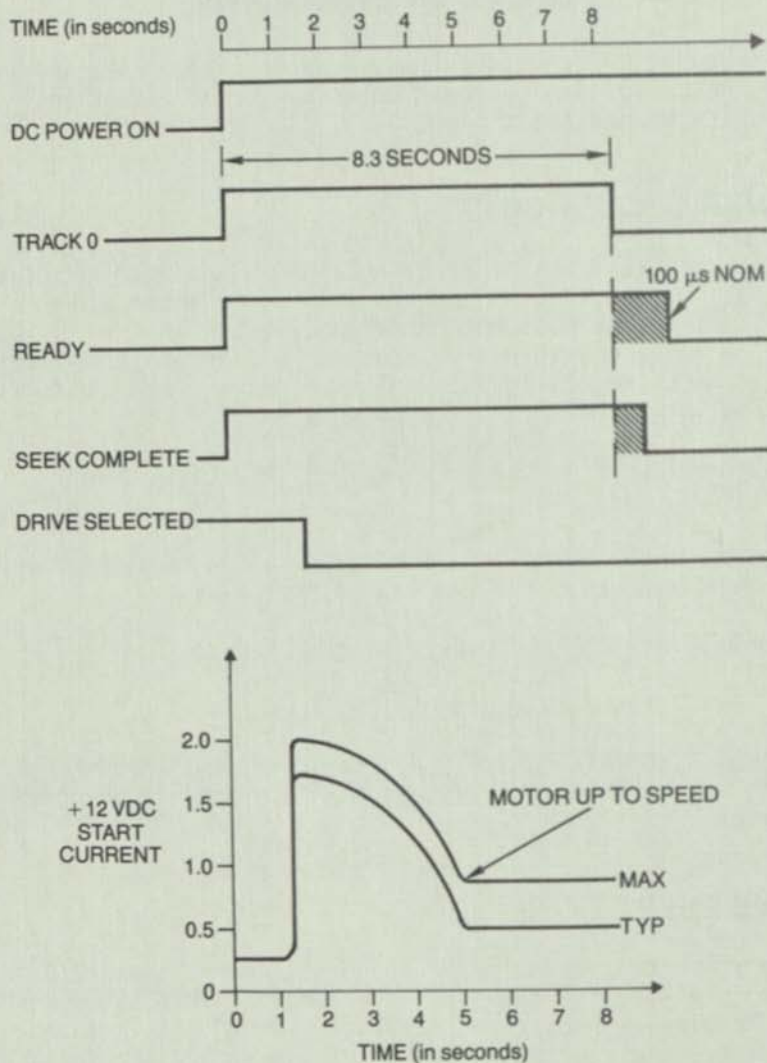 TIME (in seconds) 0 1 2 3 4 5 6 7 8
DC POWER ON
8.3 SECONDS
TRACK 0
100 μs NOM
READY
SEEK COMPLETE
DRIVE SELECTED
2.0
1.5
1.0
0.5
0
+12 VDC
START
CURRENT
MOTOR UP TO SPEED
MAX
TYP
0 1 2 3 4 5 6 7 8
TIME (in seconds)